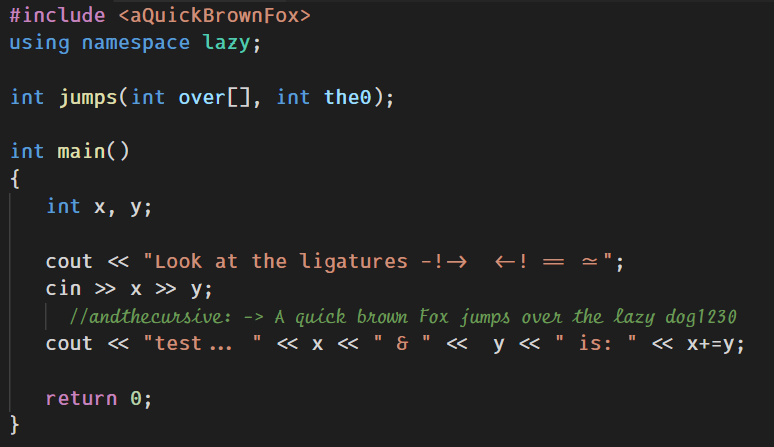 #include <aQuickBrownFox>
using namespace lazy;
int jumps(int over[], int the0);
int main()
{
int x, y;
cout << "Look at the ligatures -!-> <-! == ~=";
cin >> x >> y;
//andthecursive: -> A quick brown Fox jumps over the lazy dog1230
cout << "test... " << x << " & " << y << " is: " << x+=y;
return 0;
}